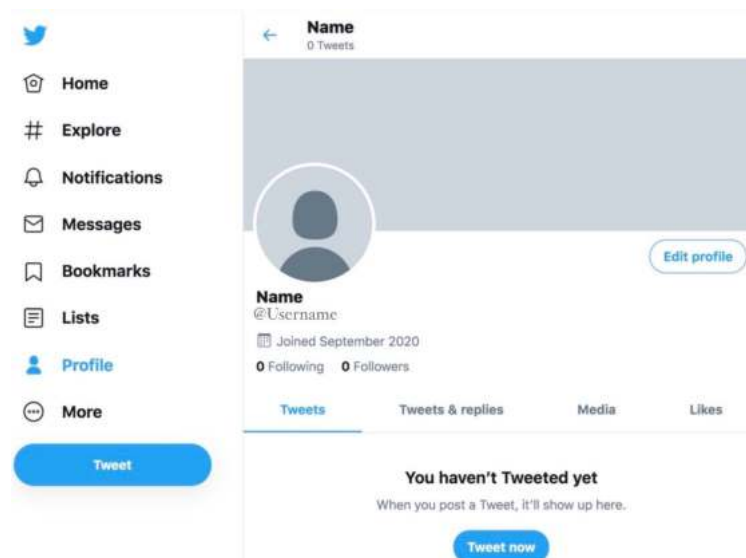 Home
Explore
Notifications
Messages
Bookmarks
Lists
Profile
More
Tweet
Name
0 Tweets
Edit profile
Name
@Username
Joined September 2020
0 Following 0 Followers
Tweets Tweets & replies Media Likes
You haven't Tweeted yet
When you post a Tweet, it'll show up here.
Tweet now